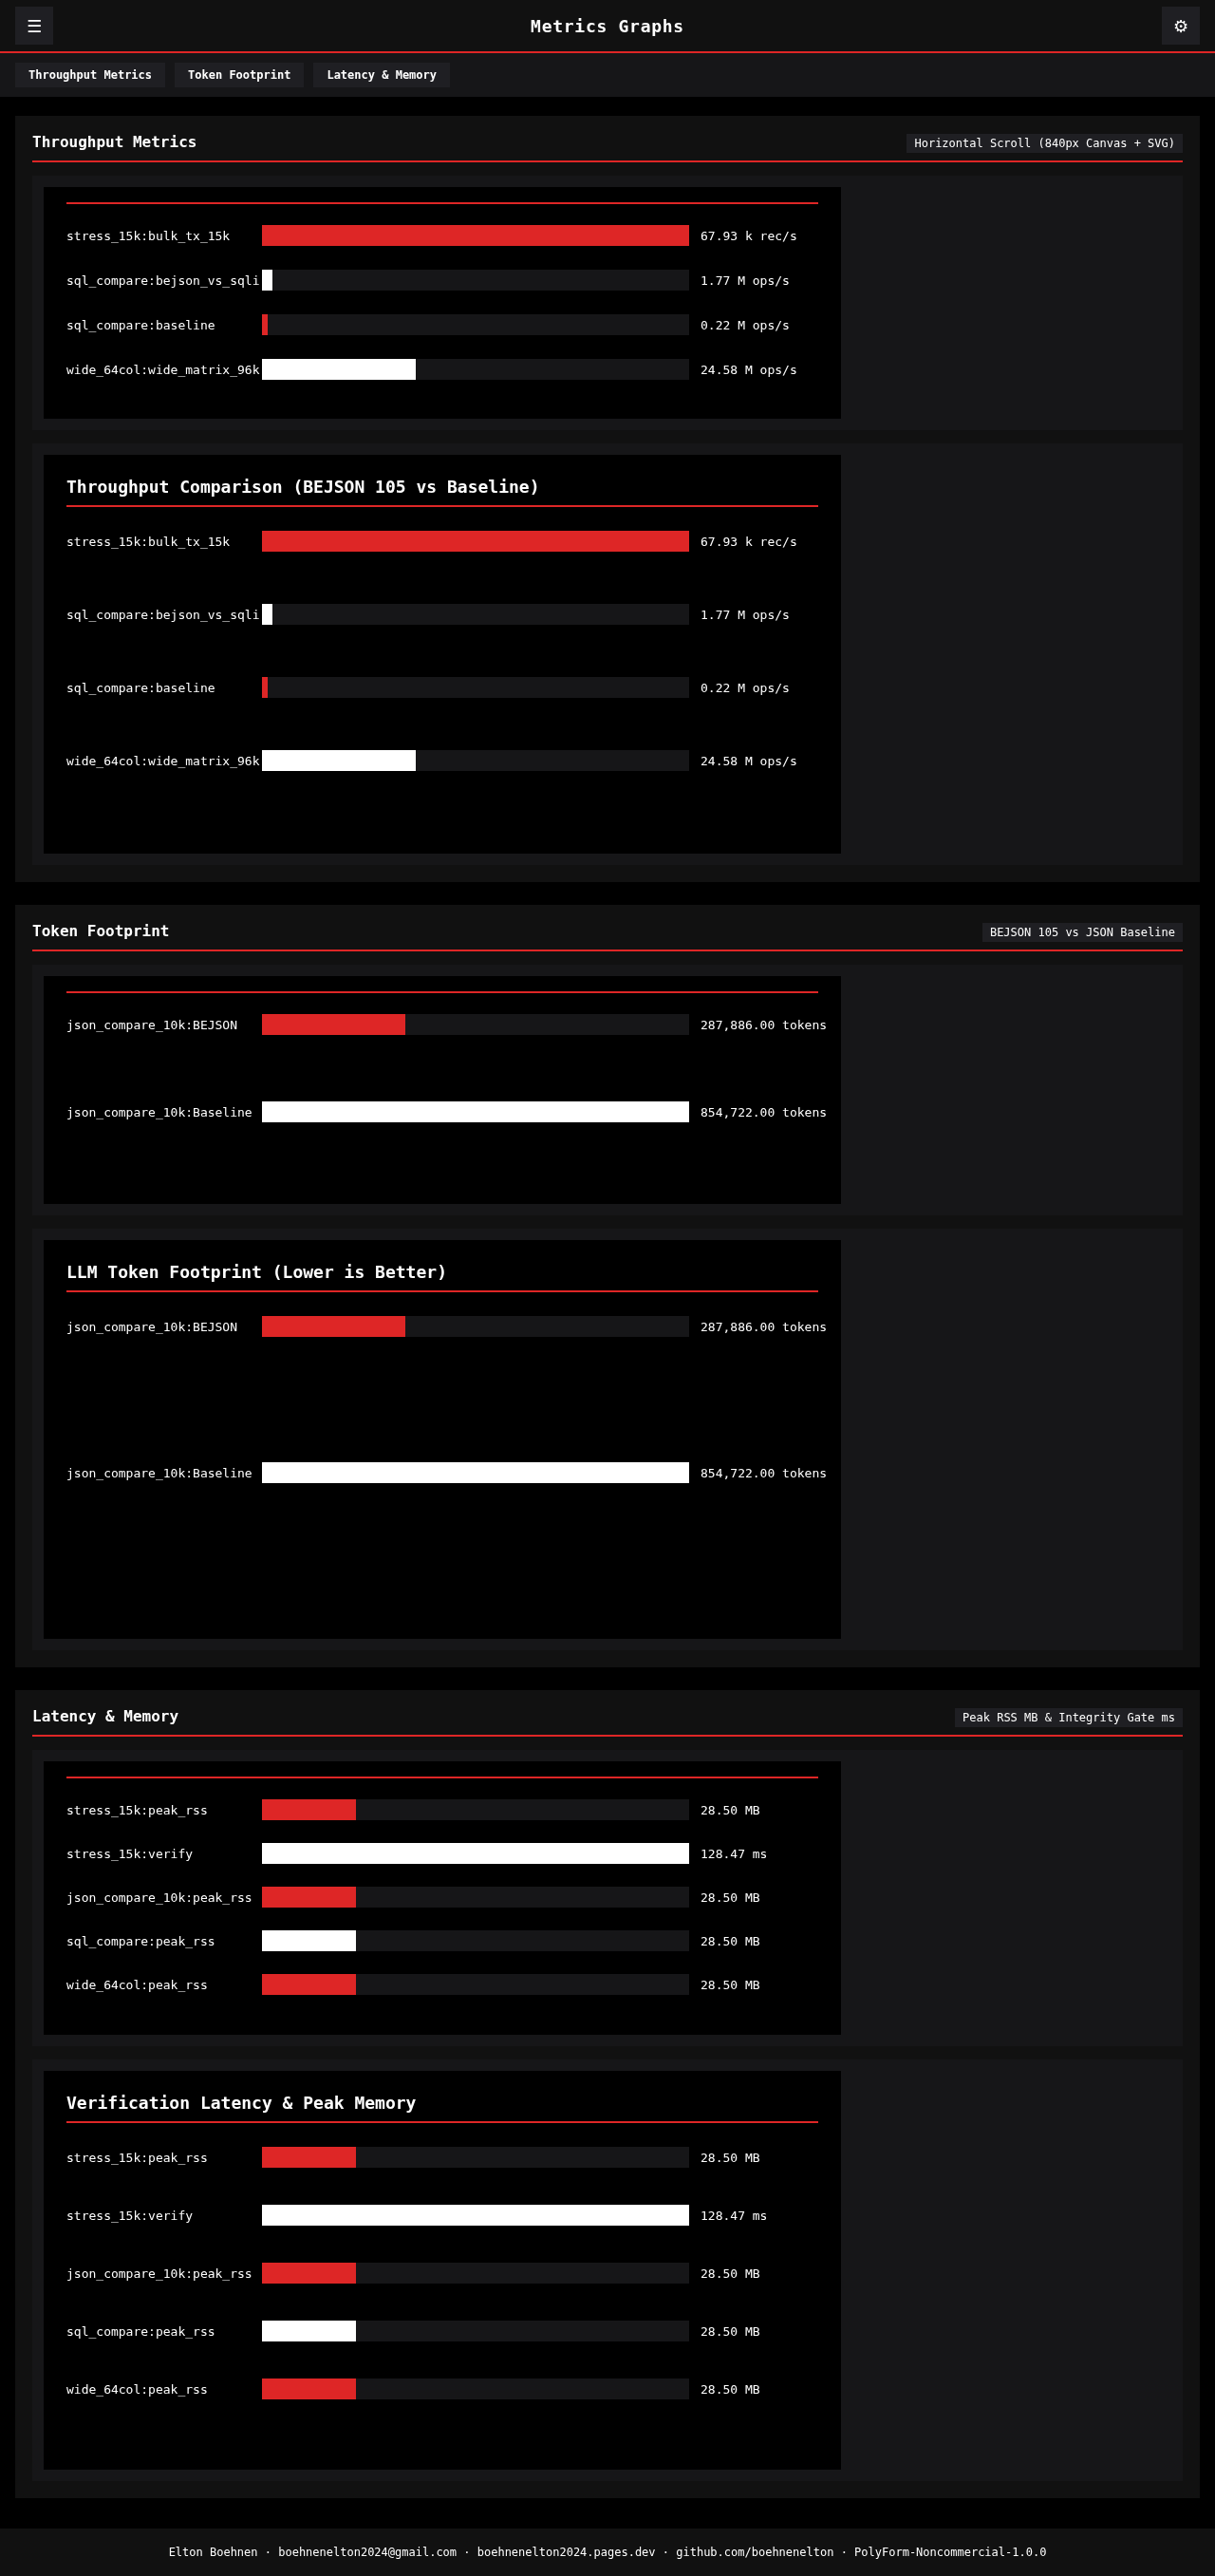 ☰ Metrics Graphs ⚙
Throughput Metrics Token Footprint Latency & Memory
Throughput Metrics Horizontal Scroll (840px Canvas + SVG)
stress_15k:bulk_tx_15k 67.93 k rec/s
sql_compare:bejson_vs_sqli 1.77 M ops/s
sql_compare:baseline 0.22 M ops/s
wide_64col:wide_matrix_96k 24.58 M ops/s
Throughput Comparison (BEJSON 105 vs Baseline)
stress_15k:bulk_tx_15k 67.93 k rec/s
sql_compare:bejson_vs_sqli 1.77 M ops/s
sql_compare:baseline 0.22 M ops/s
wide_64col:wide_matrix_96k 24.58 M ops/s
Token Footprint BEJSON 105 vs JSON Baseline
json_compare_10k:BEJSON 287,886.00 tokens
json_compare_10k:Baseline 854,722.00 tokens
LLM Token Footprint (Lower is Better)
json_compare_10k:BEJSON 287,886.00 tokens
json_compare_10k:Baseline 854,722.00 tokens
Latency & Memory Peak RSS MB & Integrity Gate ms
stress_15k:peak_rss 28.50 MB
stress_15k:verify 128.47 ms
json_compare_10k:peak_rss 28.50 MB
sql_compare:peak_rss 28.50 MB
wide_64col:peak_rss 28.50 MB
Verification Latency & Peak Memory
stress_15k:peak_rss 28.50 MB
stress_15k:verify 128.47 ms
json_compare_10k:peak_rss 28.50 MB
sql_compare:peak_rss 28.50 MB
wide_64col:peak_rss 28.50 MB
Elton Boehnen · boehnenelton2024@gmail.com · boehnenelton2024.pages.dev · github.com/boehnenelton · PolyForm-Noncommercial-1.0.0